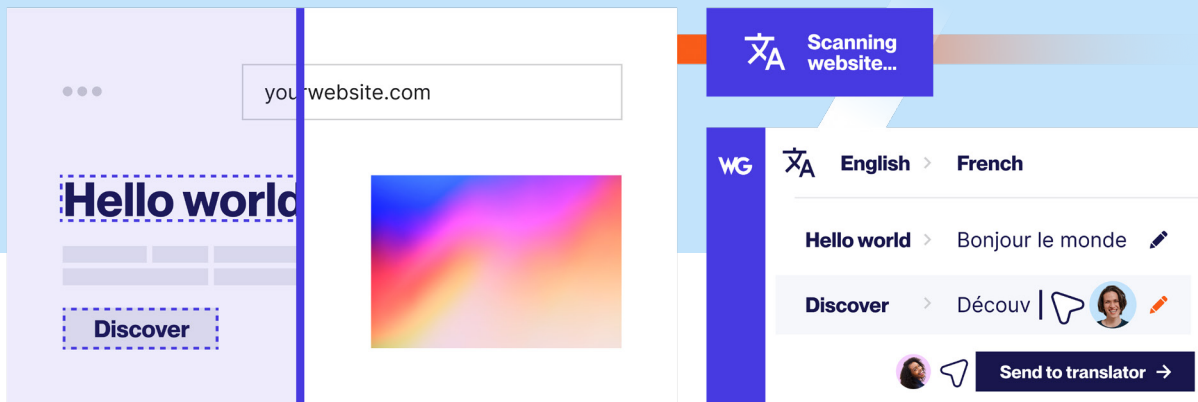 yourwebsite.com
Hello world
Discover
Scanning
website...
WG
English > French
Hello world > Bonjour le monde
Discover > Découv
Send to translator →